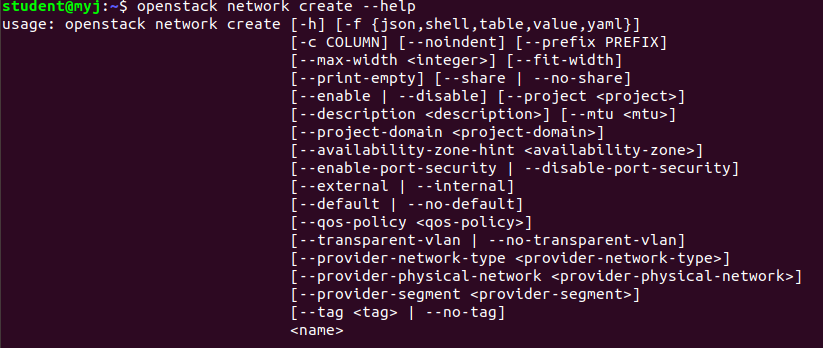 student@myj:~$ openstack network create --help
usage: openstack network create [-h] [-f {json,shell,table,value,yaml}]
[-c COLUMN] [--noindent] [--prefix PREFIX]
[--max-width <integer>] [--fit-width]
[--print-empty] [--share | --no-share]
[--enable | --disable] [--project <project>]
[--description <description>] [--mtu <mtu>]
[--project-domain <project-domain>]
[--availability-zone-hint <availability-zone>]
[--enable-port-security | --disable-port-security]
[--external | --internal]
[--default | --no-default]
[--qos-policy <qos-policy>]
[--transparent-vlan | --no-transparent-vlan]
[--provider-network-type <provider-network-type>]
[--provider-physical-network <provider-physical-network>]
[--provider-segment <provider-segment>]
[--tag <tag> | --no-tag]
<name>